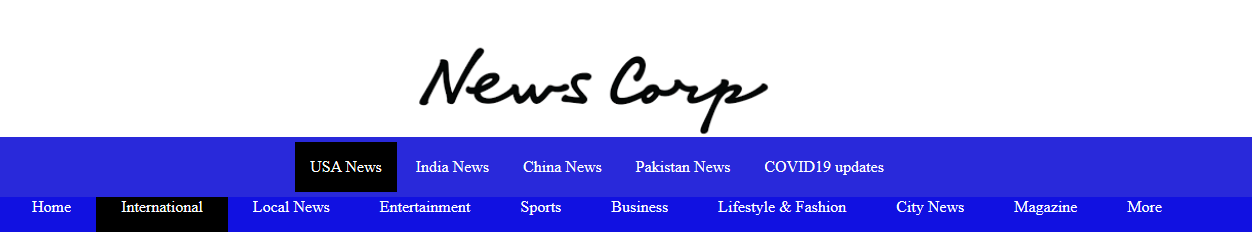 News Corp
USA News India News China News Pakistan News COVID19 updates
Home International Local News Entertainment Sports Business Lifestyle & Fashion City News Magazine More